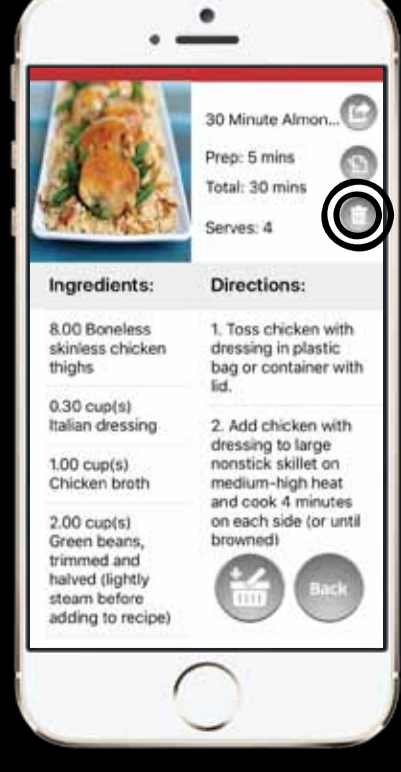 30 Minute Almon...
Prep: 5 mins
Total: 30 mins
Serves: 4
Ingredients:
8.00 Boneless
skinless chicken
thighs
0.30 cup(s)
Italian dressing
1.00 cup(s)
Chicken broth
2.00 cup(s)
Green beans,
trimmed and
halved (lightly
steam before
adding to recipe)
Directions:
1. Toss chicken with
dressing in plastic
bag or container with
lid.
2. Add chicken with
dressing to large
nonstick skillet on
medium-high heat
and cook 4 minutes
on each side (or until
browned)
Back